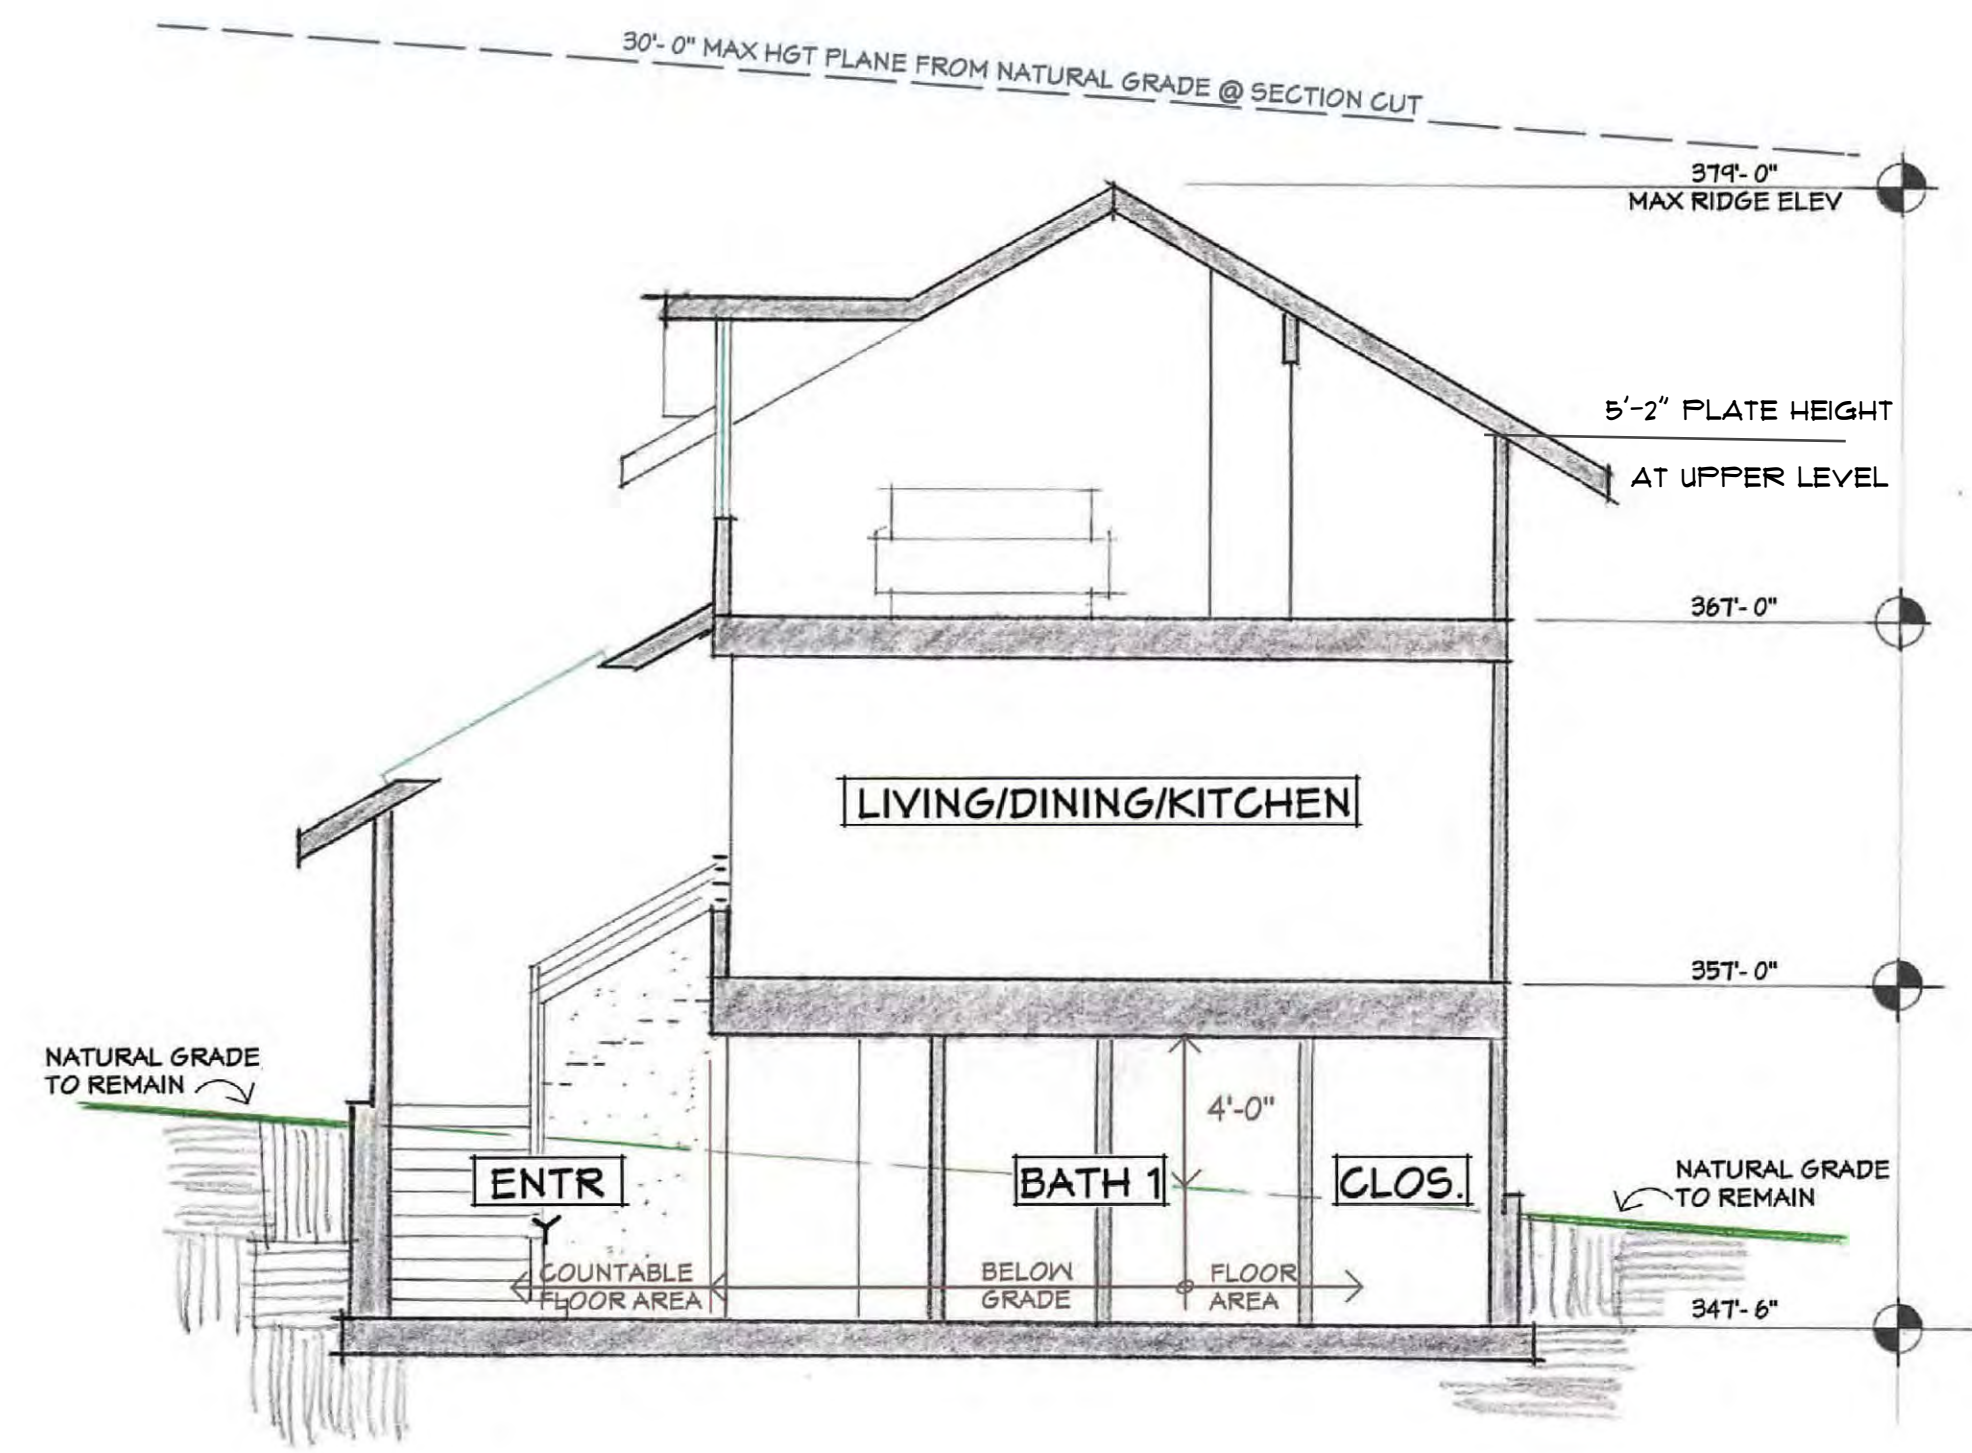 30'-0" MAX HGT PLANE FROM NATURAL GRADE @ SECTION CUT
379'-0"
MAX RIDGE ELEV
5'-2" PLATE HEIGHT
AT UPPER LEVEL
367'-0"
LIVING/DINING/KITCHEN
357'-0"
NATURAL GRADE
TO REMAIN
4'-0"
ENTR
Y
BATH 1
CLOS.
NATURAL GRADE
TO REMAIN
COUNTABLE
FLOOR AREA
BELOW
GRADE
FLOOR
AREA
347'-6"